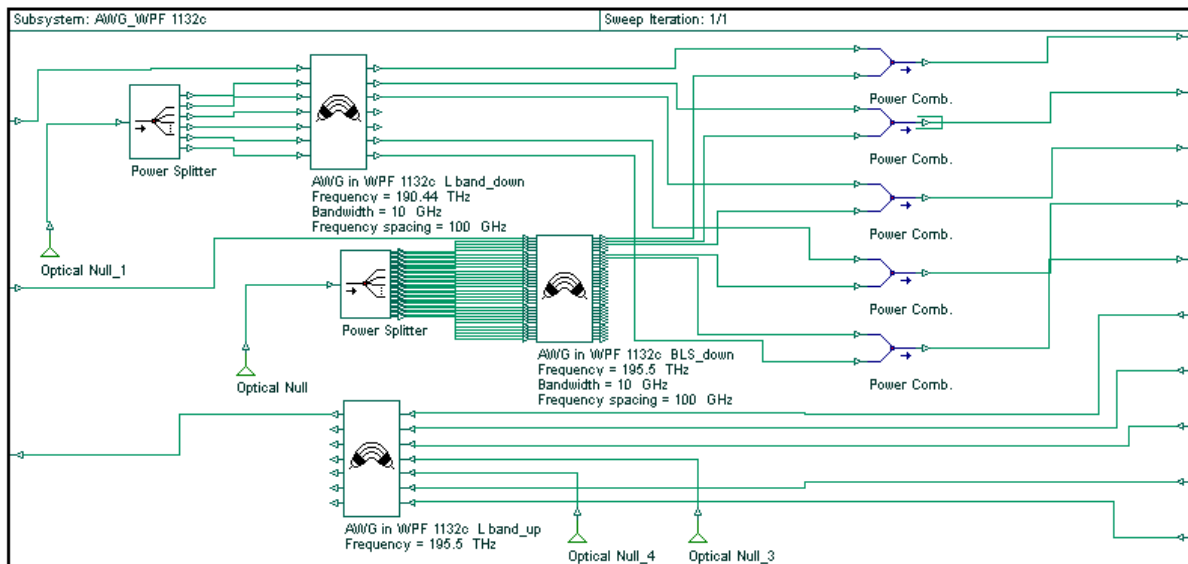 Subsystem: AWG_WPF 1132c
Sweep Iteration: 1/1
Power Comb.
Power Splitter
Power Comb.
AWG in WPF 1132c L band_down
Frequency = 190.44 THz
Bandwidth = 10 GHz
Frequency spacing = 100 GHz
Power Comb.
Optical Null_1
Power Comb.
Power Splitter
AWG in WPF 1132c BLS_down
Frequency = 195.5 THz
Bandwidth = 10 GHz
Frequency spacing = 100 GHz
Optical Null
Power Comb.
AWG in WPF 1132c L band_up
Frequency = 195.5 THz
Optical Null_4
Optical Null_3